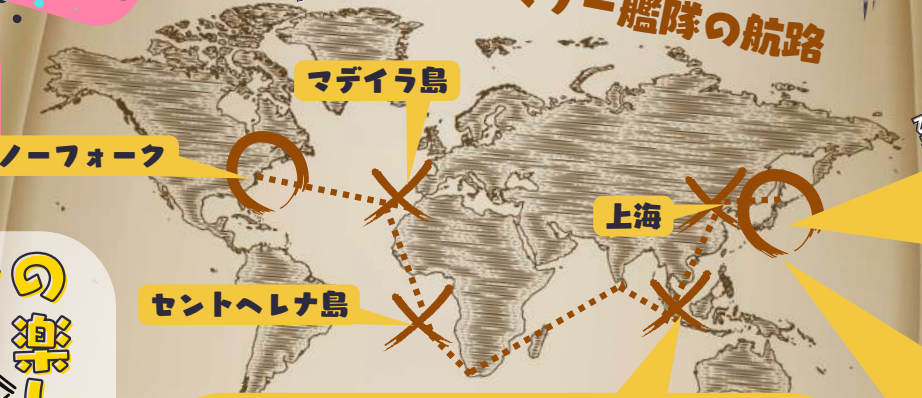 艦隊の航路
マデイラ島
ノーフォーク
上海
セントヘレナ島
の楽